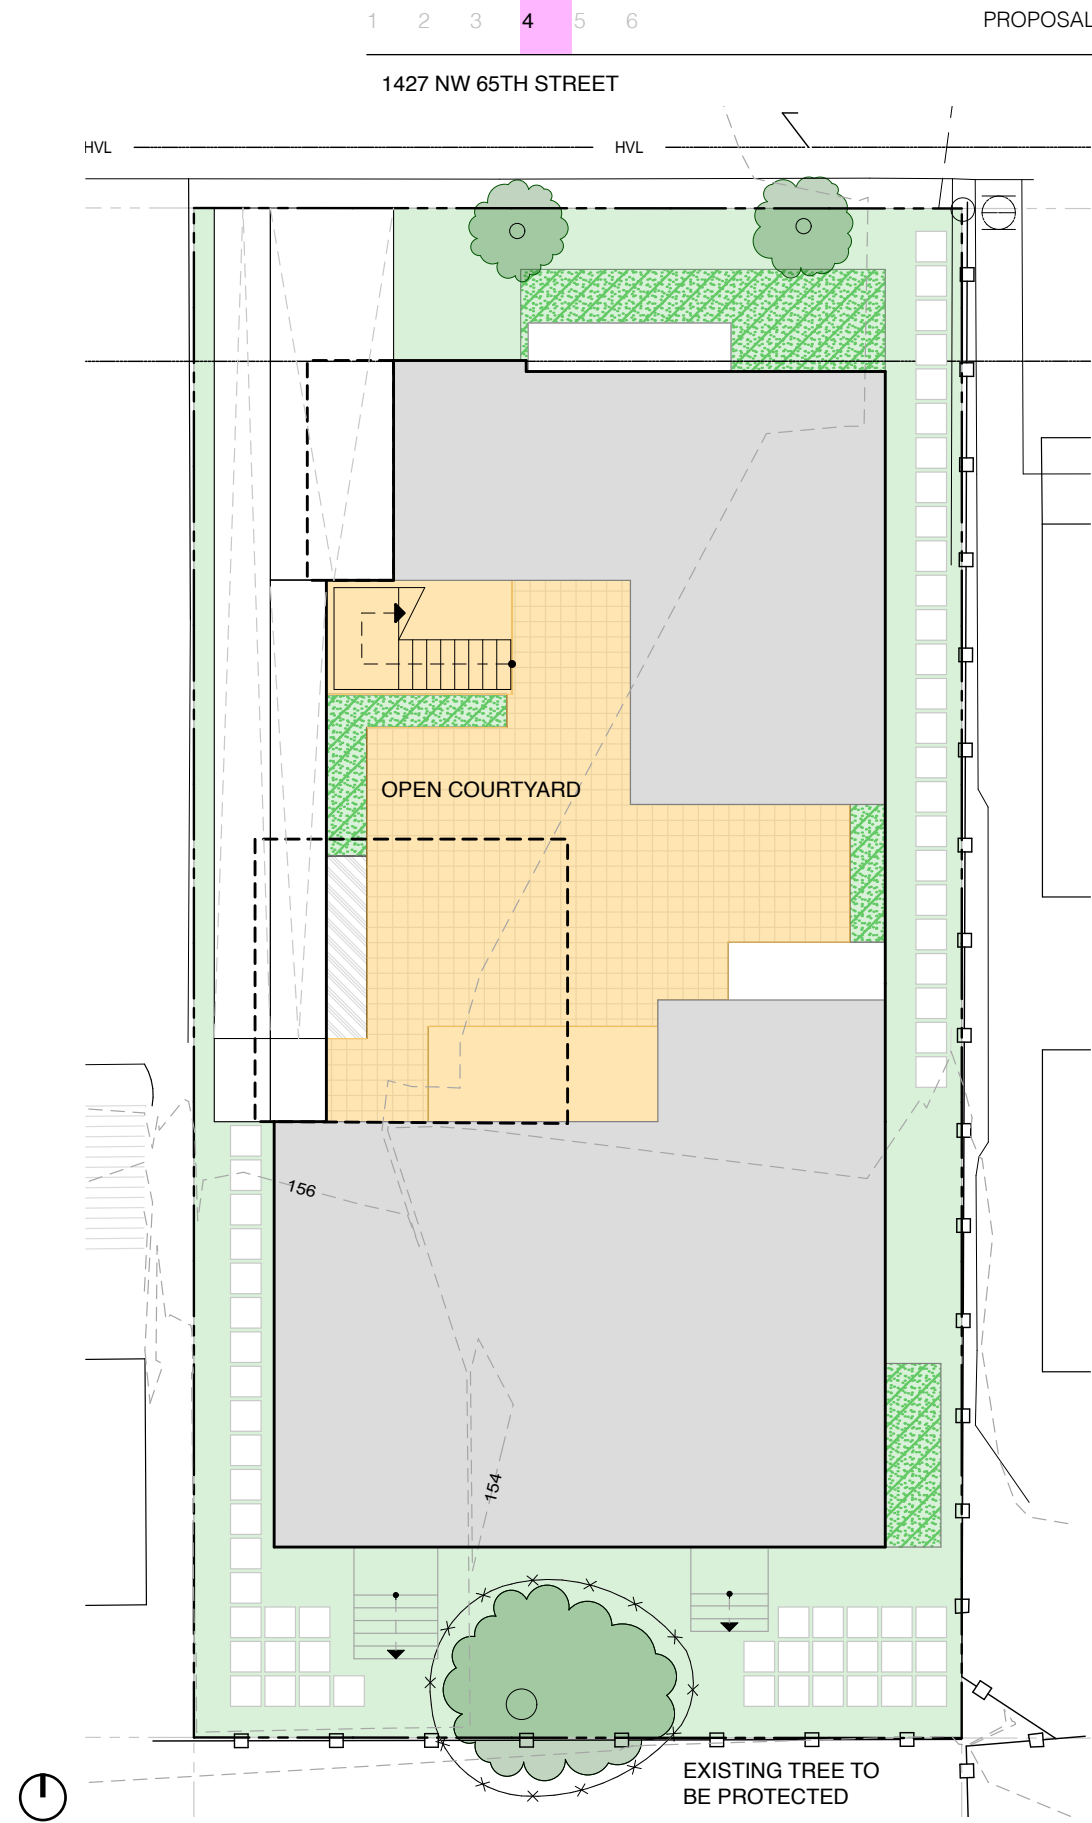 1 2 3 4 5 6 PROPOSAL
1427 NW 65TH STREET
HVL HVL
OPEN COURTYARD
156
154
EXISTING TREE TO
BE PROTECTED